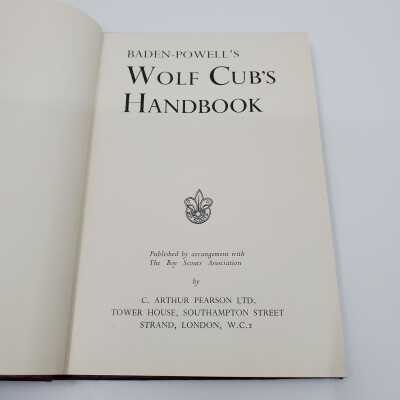 BADEN-POWELL'S
WOLF CUB'S
HANDBOOK
Published by arrangement with
The Boy Scouts Association
by
C. ARTHUR PEARSON LTD.
TOWER HOUSE, SOUTHAMPTON STREET
STRAND, LONDON, W.C.2